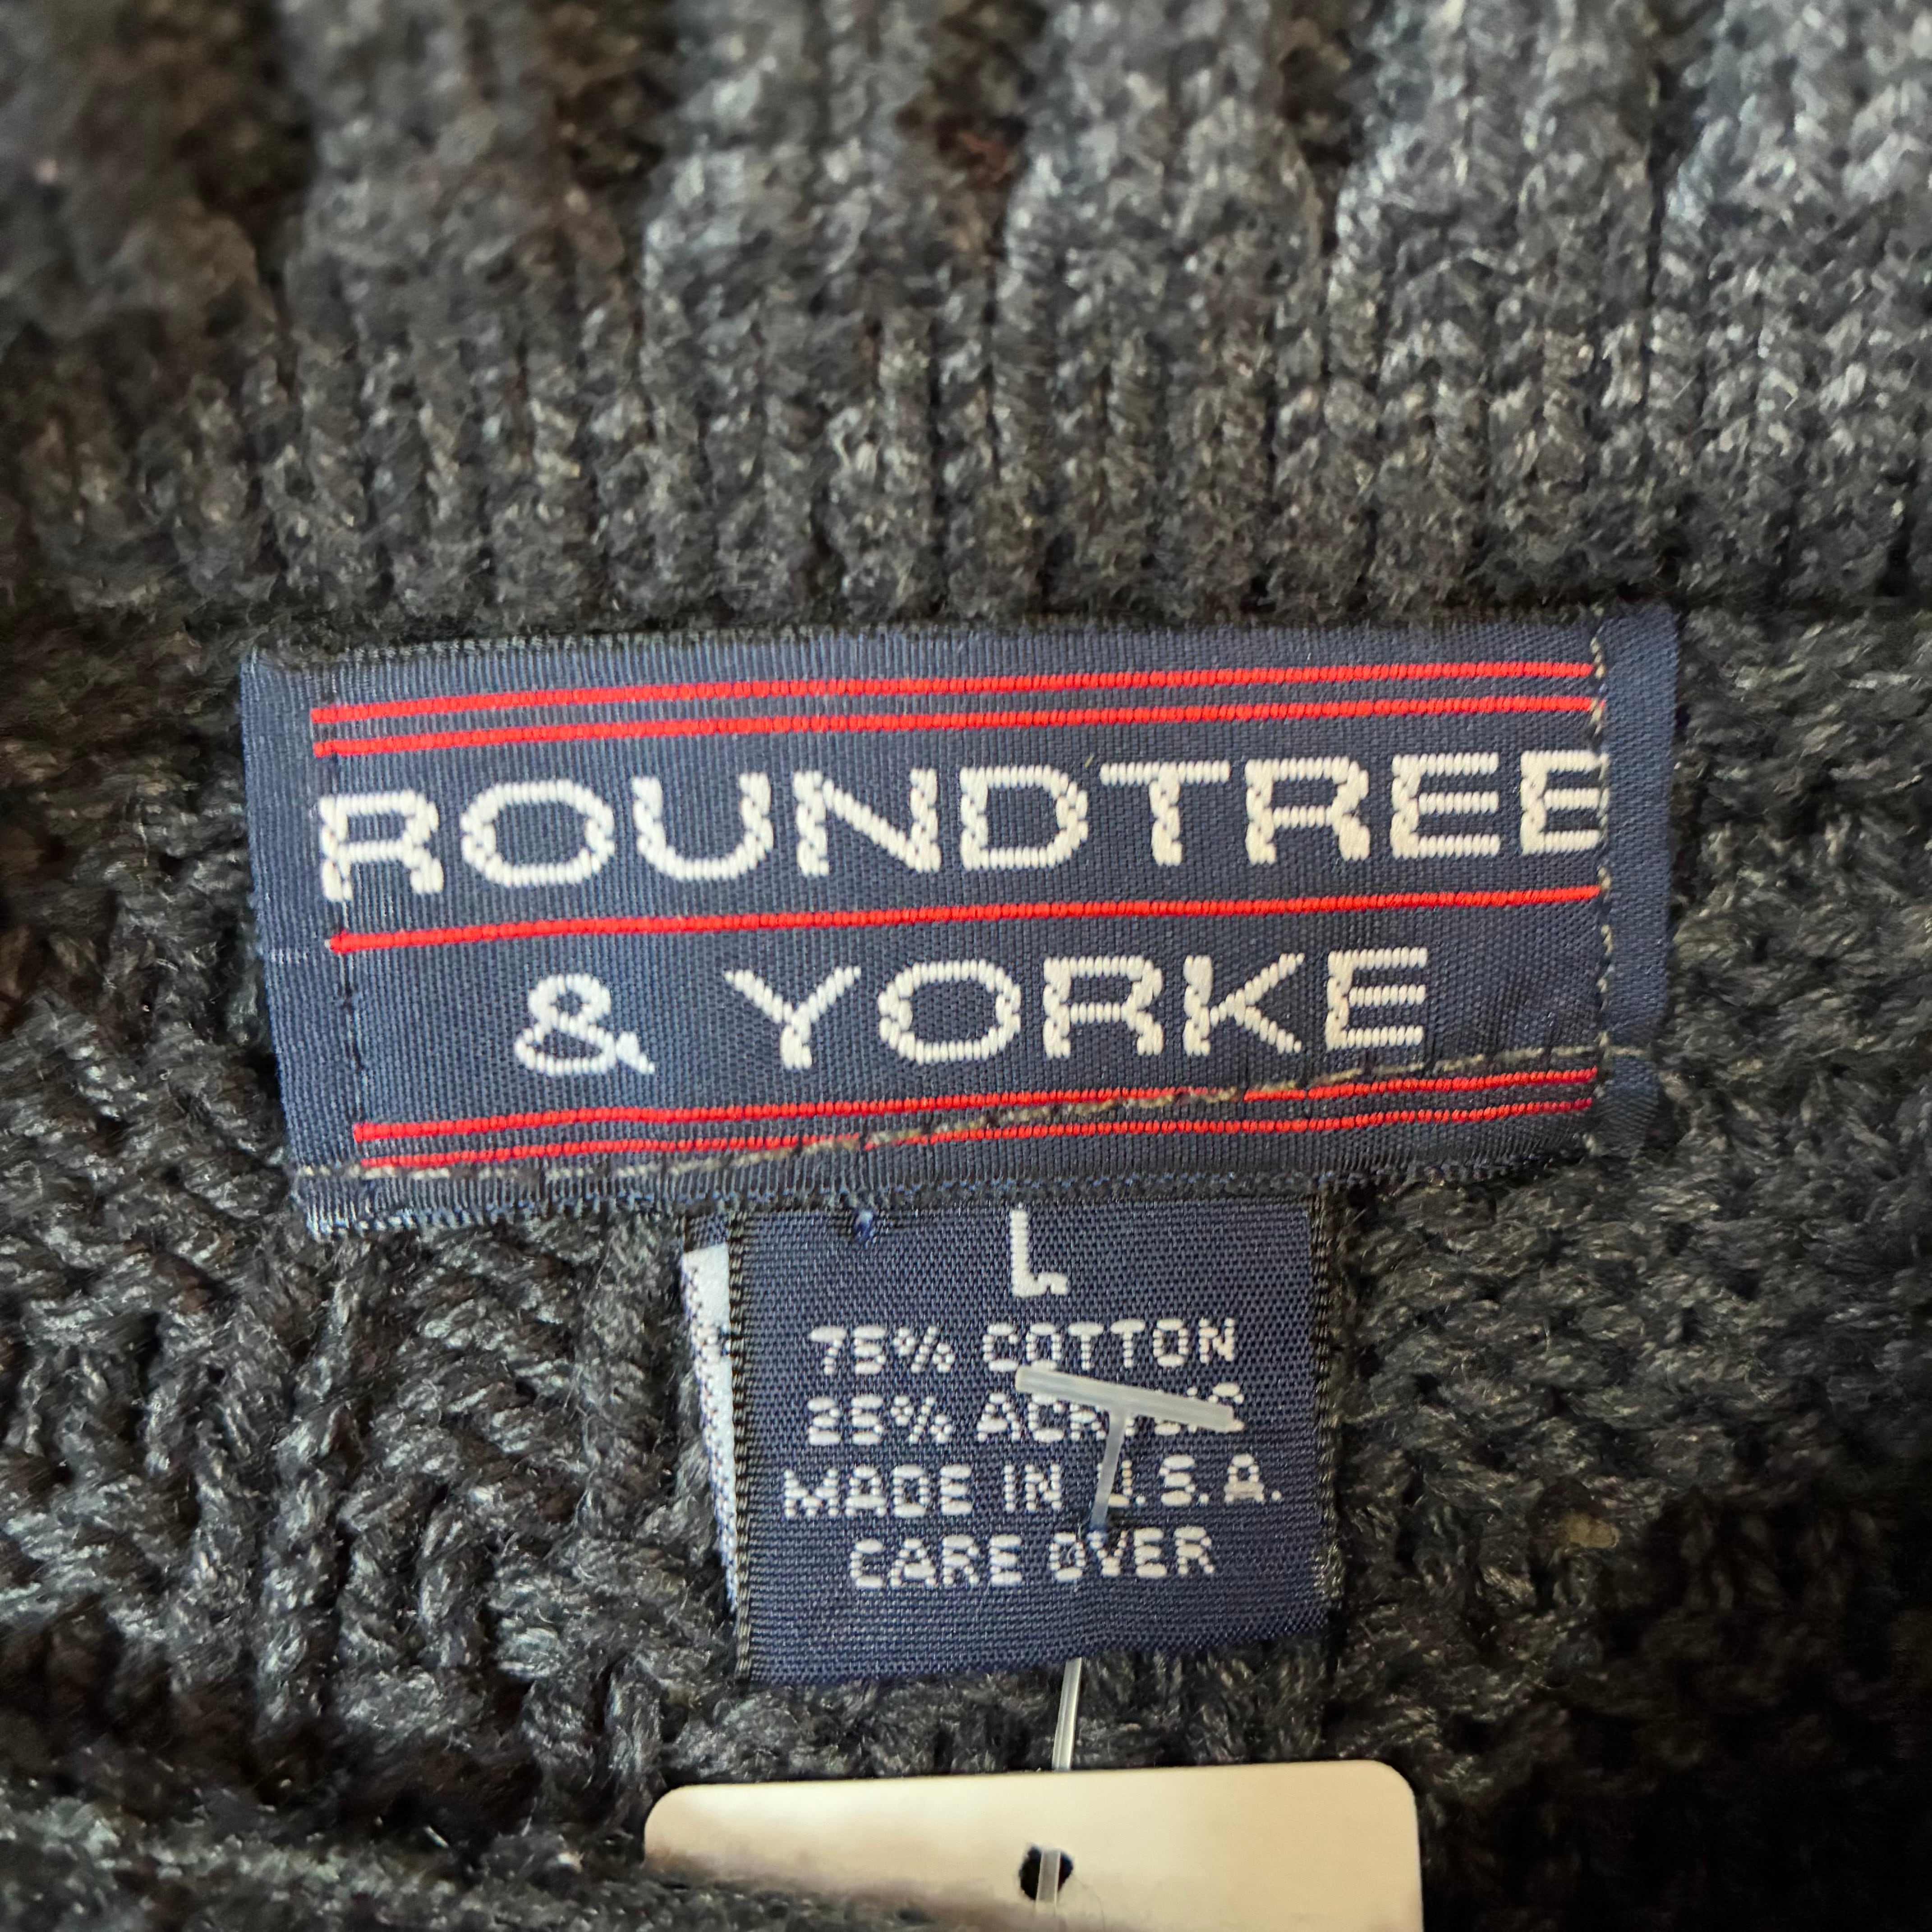 ROUNDTREE
& YORKE
L
75% COTTON
25% ACRYLIC
MADE IN U.S.A.
CARE OVER